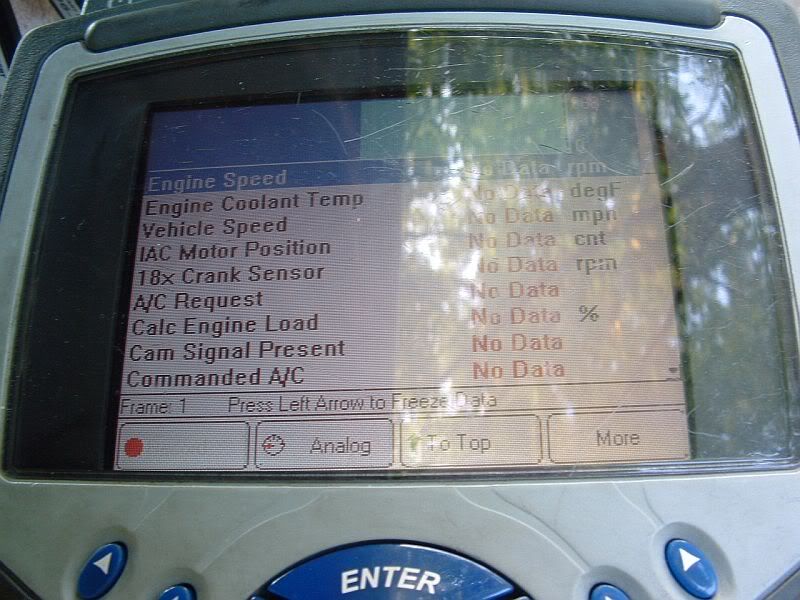 Engine Speed No Data rpm
Engine Coolant Temp No Data degF
Vehicle Speed No Data mph
IAC Motor Position No Data cnt
18x Crank Sensor No Data rpm
A/C Request No Data
Calc Engine Load No Data %
Cam Signal Present No Data
Commanded A/C No Data
Frame: 1 Press Left Arrow to Freeze Data
Analog To Top More
ENTER